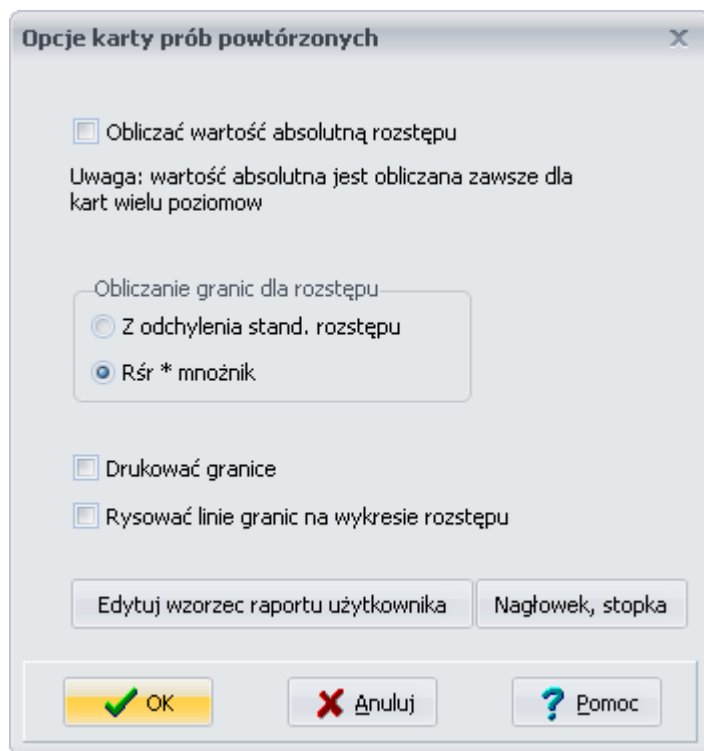 Opcje karty prób powtórzonych
Obliczać wartość absolutną rozstępu
Uwaga: wartość absolutna jest obliczana zawsze dla
kart wielu poziomow
Obliczanie granic dla rozstępu
Z odchylenia stand. rozstępu
Rśr * mnożnik
Drukować granice
Rysować linie granic na wykresie rozstępu
Edytuj wzorzec raportu użytkownika Nagłowek, stopka
OK Anuluj Pomoc